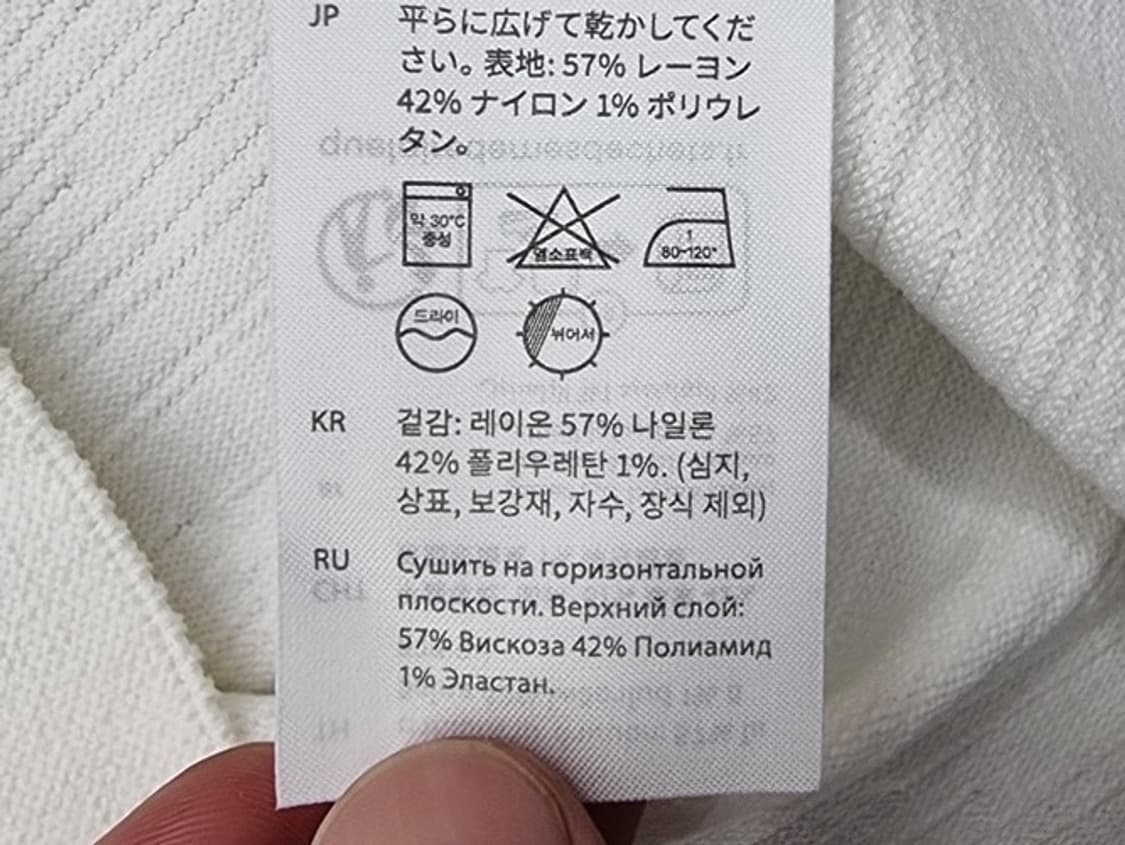 JP 平らに広げて乾かしてくだ
さい。表地: 57% レーヨン
42% ナイロン 1% ポリウレ
タン。
약 30°C
중성
염소표백
1
80~120°
드라이
뉘어서
KR 겉감: 레이온 57% 나일론
42% 폴리우레탄 1%. (심지,
상표, 보강재, 자수, 장식 제외)
RU Сушить на горизонтальной
плоскости. Верхний слой:
57% Вискоза 42% Полиамид
1% Эластан.